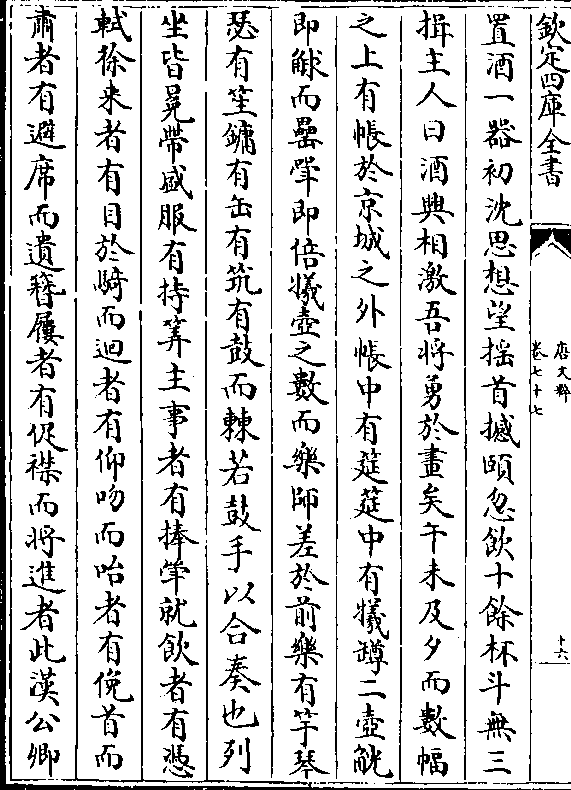 欽定四庫全書
唐文粹
卷七十七
十六
置酒一器初沈思想望摇首撼頤忽飲十餘杯斗無三
揖主人曰酒興相激吾将勇於畫矣午未及夕而數幅
之上有帳於京城之外帳中有筵筵中有犧罇二壺觥
即觩而罍斝即倍犧壺之數而樂師差於前樂有竽琴
瑟有笙鏞有缶有筑有鼓而棘若鼓手以合奏也列
坐皆冕帶盛服有持筭主事者有捧斝就飲者有憑
軾徐来者有目於𮪍而迴者有仰吻而哈者有俛首而
肅者有避席而遺簪屨者有促襟而将進者此漢公卿